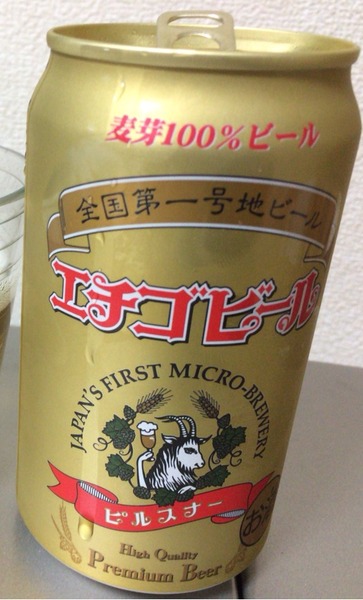 麦芽100%ビール
全国第一号地ビール
エチゴビール
JAPAN'S FIRST MICRO-BREWERY
ピルスナー
High Quality
Premium Beer